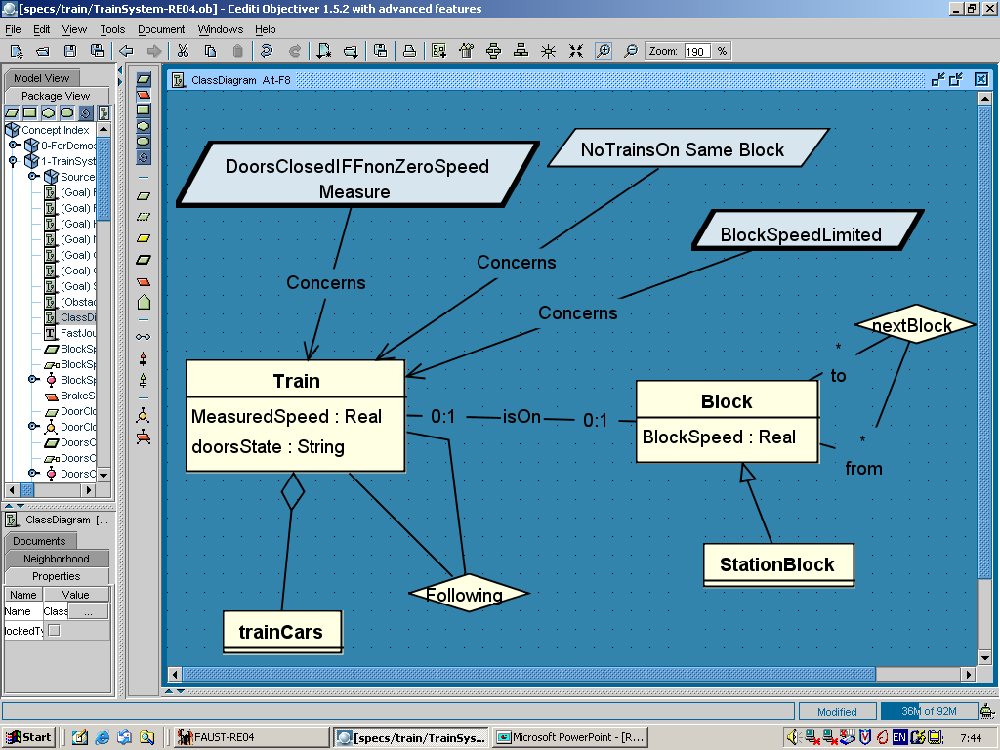 [specs/train/TrainSystem-RE04.ob] - Cediti Objectiver 1.5.2 with advanced features
File Edit View Tools Document Windows Help
Zoom: 190 %
Model View
Package View
Concept Index
0-ForDemo
1-TrainSyst
Source
(Goal) F
(Goal) F
(Goal)
(Goal)
(Goal)
(Goal)
(Goal) S
(Obstac
ClassDi
FastJou
BlockSp
BlockSp
BlockSp
BrakeS
DoorClo
DoorClo
DoorsC
DoorsC
DoorsC
ClassDiagram [...
Documents
Neighborhood
Properties
Name Value
Name Class ...
lockedTy
ClassDiagram Alt-F8
DoorsClosedIFFnonZeroSpeed
Measure
NoTrainsOn Same Block
BlockSpeedLimited
Concerns
Concerns
Concerns
nextBlock
*
to
*
from
Train
MeasuredSpeed : Real
doorsState : String
0:1 isOn 0:1
Block
BlockSpeed : Real
StationBlock
Following
trainCars
Modified
36M of 92M
Start
FAUST-RE04
[specs/train/TrainSys...
Microsoft PowerPoint - [R...
EN
7:44